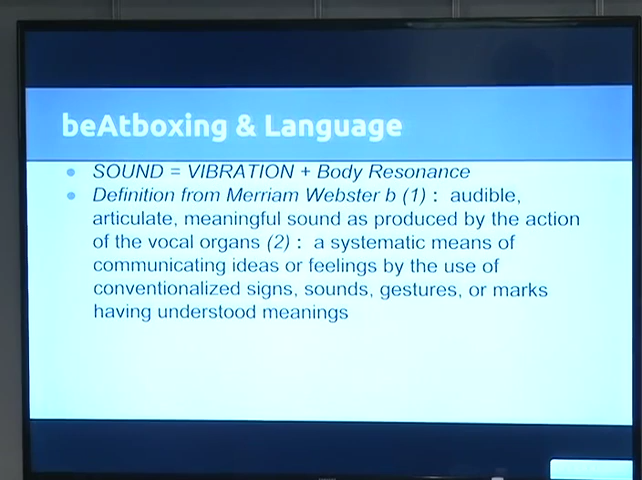 beAtboxing & Language
SOUND = VIBRATION + Body Resonance
Definition from Merriam Webster b (1) : audible,
articulate, meaningful sound as produced by the action
of the vocal organs (2) : a systematic means of
communicating ideas or feelings by the use of
conventionalized signs, sounds, gestures, or marks
having understood meanings